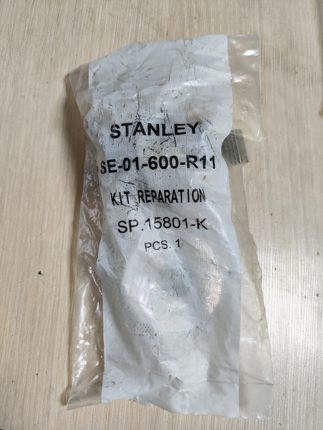 STANLEY
SE-01-600-R11
KIT REPARATION
SP.15801-K
PCS. 1